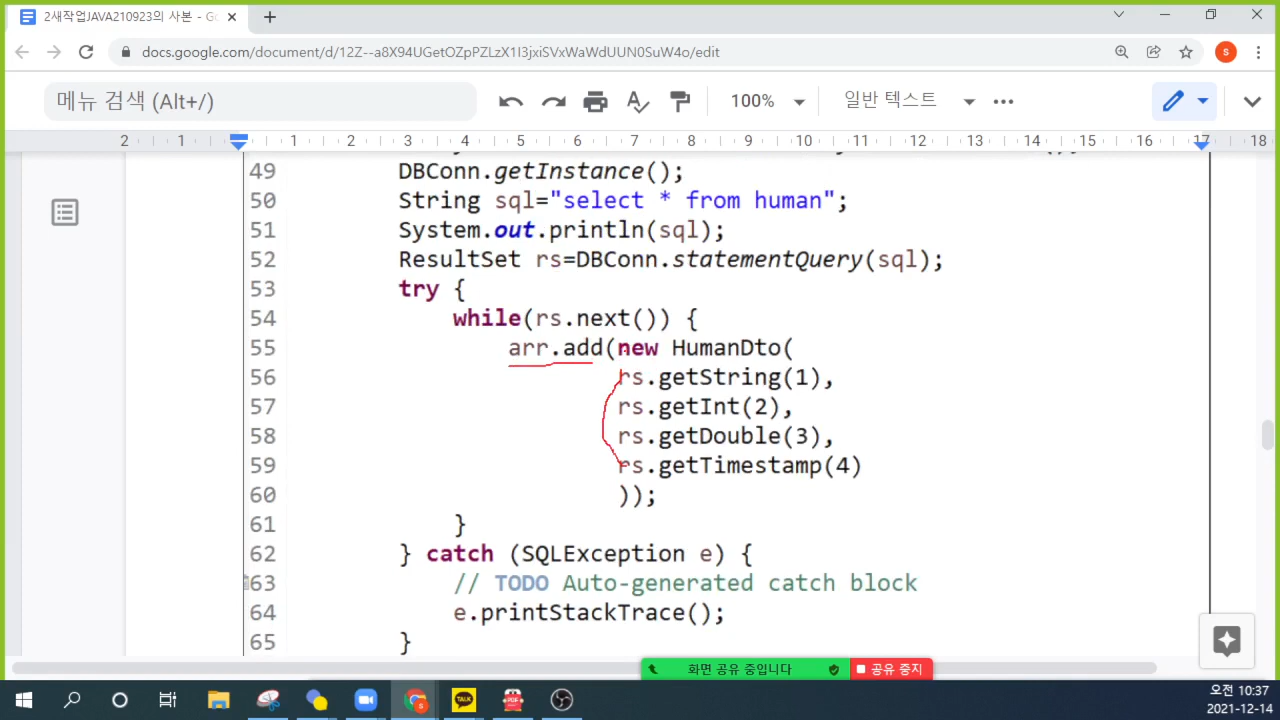 2새작업JAVA210923의 사본 - Go
docs.google.com/document/d/12Z--a8X94UGetOZpPZLzX1I3jxiSVxWaWdUUN0SuW4o/edit
S
메뉴 검색 (Alt+/)
100%
일반 텍스트
2 1 1 2 3 4 5 6 7 8 9 10 11 12 13 14 15 16 17 18
49 DBConn.getInstance();
50 String sql="select * from human";
51 System.out.println(sql);
52 ResultSet rs=DBConn.statementQuery(sql);
53 try {
54 while(rs.next()) {
55 arr.add(new HumanDto(
56 rs.getString(1),
57 rs.getInt(2),
58 rs.getDouble(3),
59 rs.getTimestamp(4)
60 ));
61 }
62 } catch (SQLException e) {
63 // TODO Auto-generated catch block
64 e.printStackTrace();
65 }
화면 공유 중입니다
공유 중지
TALK
PDF
오전 10:37
2021-12-14